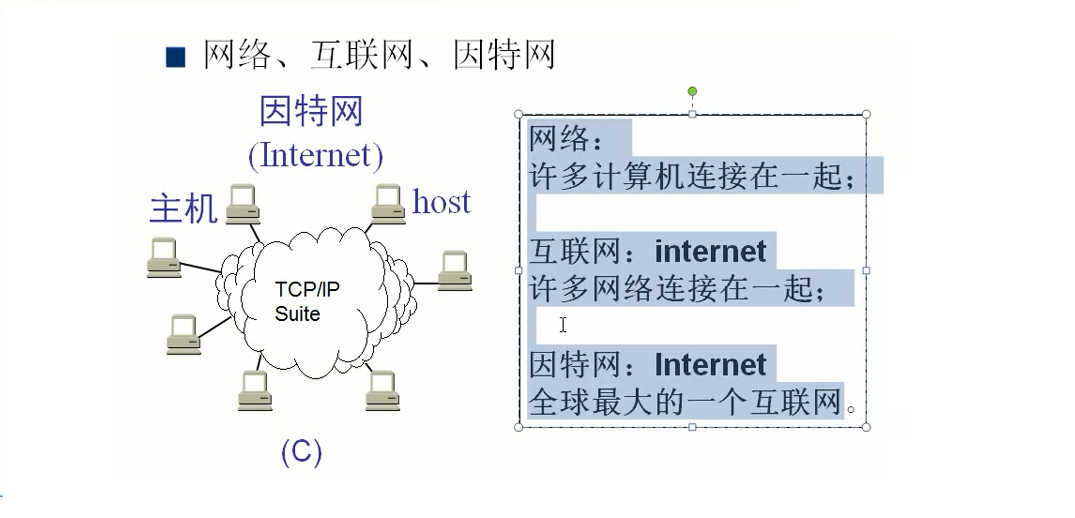 网络、互联网、因特网
因特网
(Internet)
主机
host
TCP/IP
Suite
(C)
网络：
许多计算机连接在一起；
互联网：internet
许多网络连接在一起；
因特网：Internet
全球最大的一个互联网。